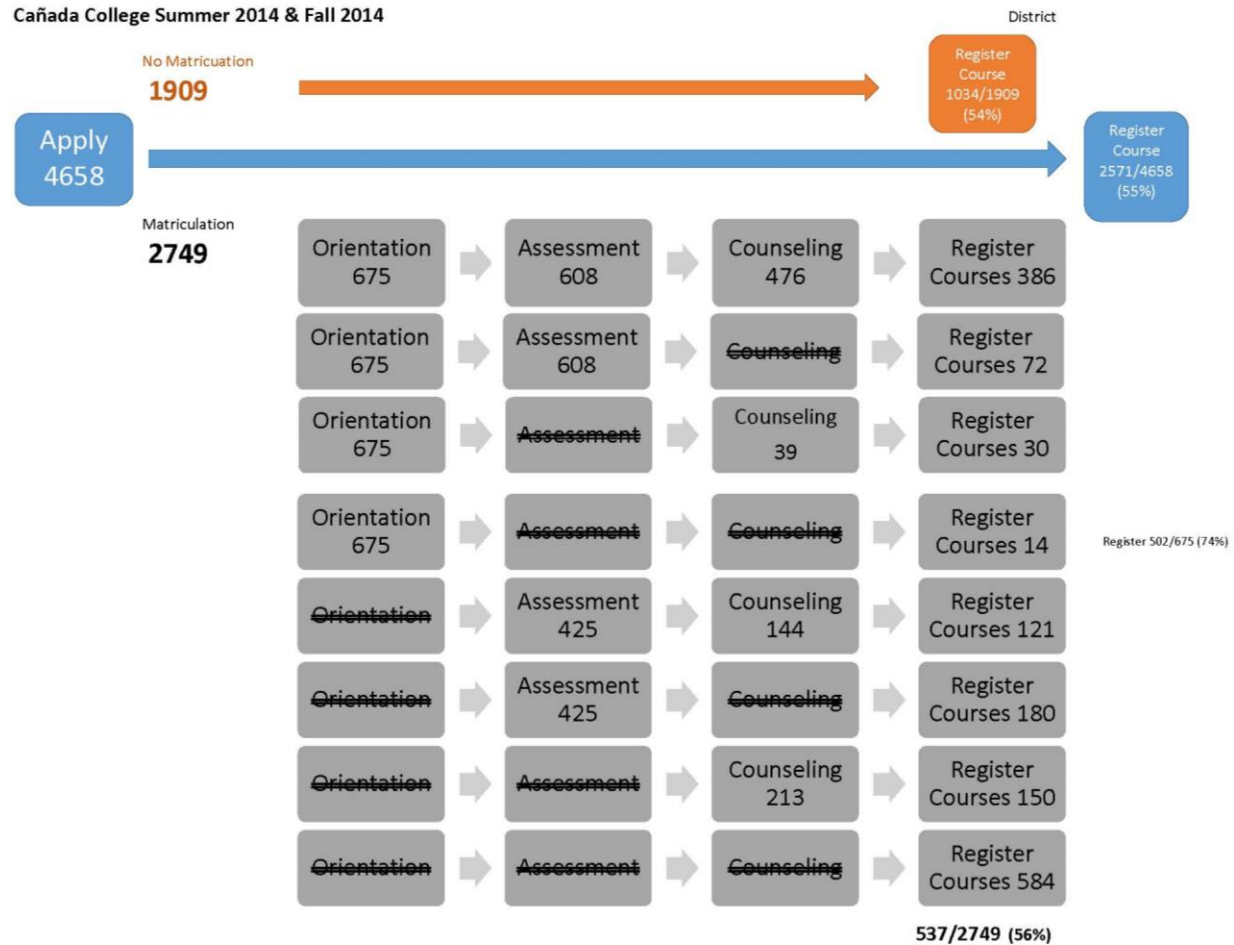 Cañada College Summer 2014 & Fall 2014
District
No Matricuation
1909
Register
Course
1034/1909
(54%)
Apply
4658
Register
Course
2571/4658
(55%)
Matriculation
2749
Orientation
675
Assessment
608
Counseling
476
Register
Courses 386
Orientation
675
Assessment
608
Counseling
Register
Courses 72
Orientation
675
Assessment
Counseling
39
Register
Courses 30
Orientation
675
Assessment
Counseling
Register
Courses 14
Register 502/675 (74%)
Orientation
Assessment
425
Counseling
144
Register
Courses 121
Orientation
Assessment
425
Counseling
Register
Courses 180
Orientation
Assessment
Counseling
213
Register
Courses 150
Orientation
Assessment
Counseling
Register
Courses 584
537/2749 (56%)